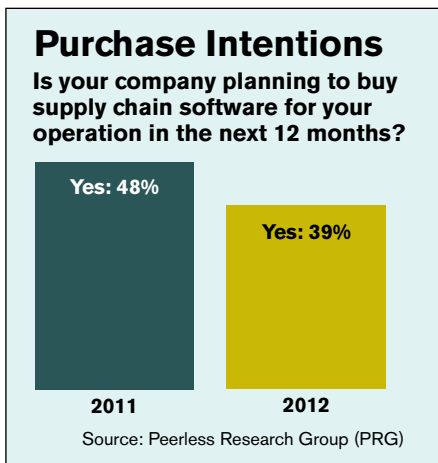 Purchase Intentions
Is your company planning to buy
supply chain software for your
operation in the next 12 months?
Yes: 48%
Yes: 39%
2011
2012
Source: Peerless Research Group (PRG)